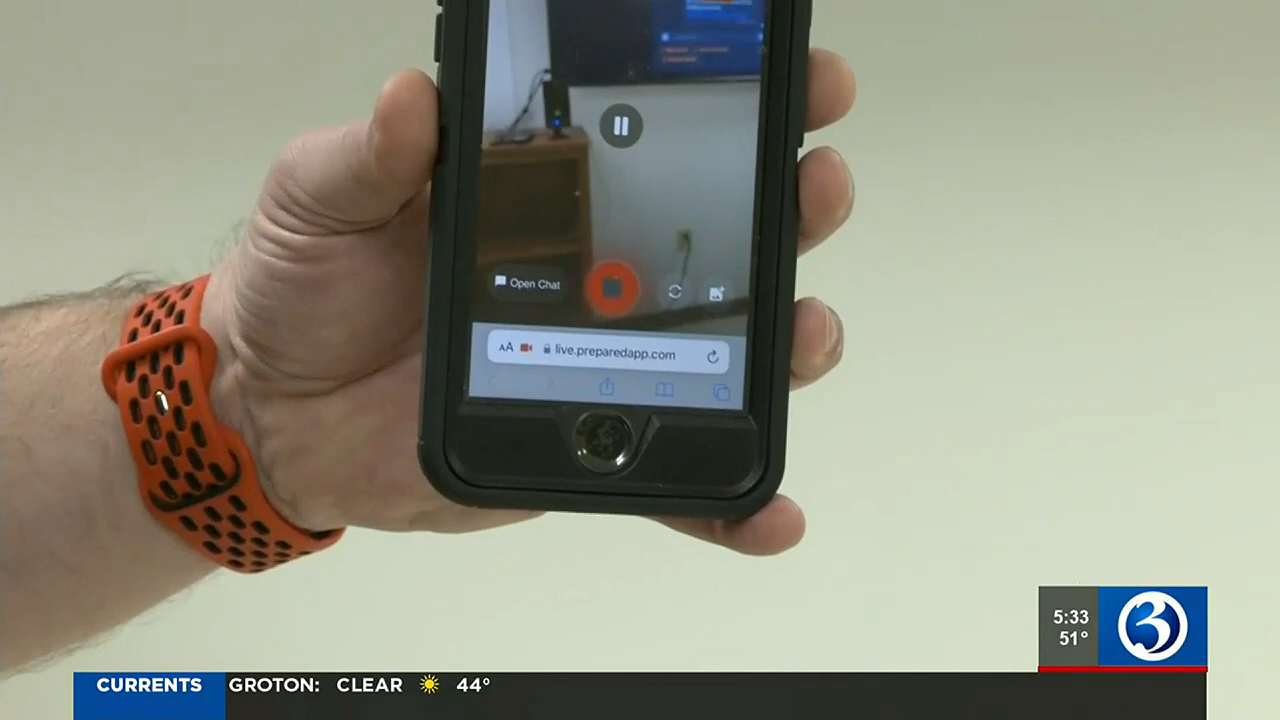 Open Chat
AA live.preparedapp.com
5:33
51°
3
CURRENTS GROTON: CLEAR 44°